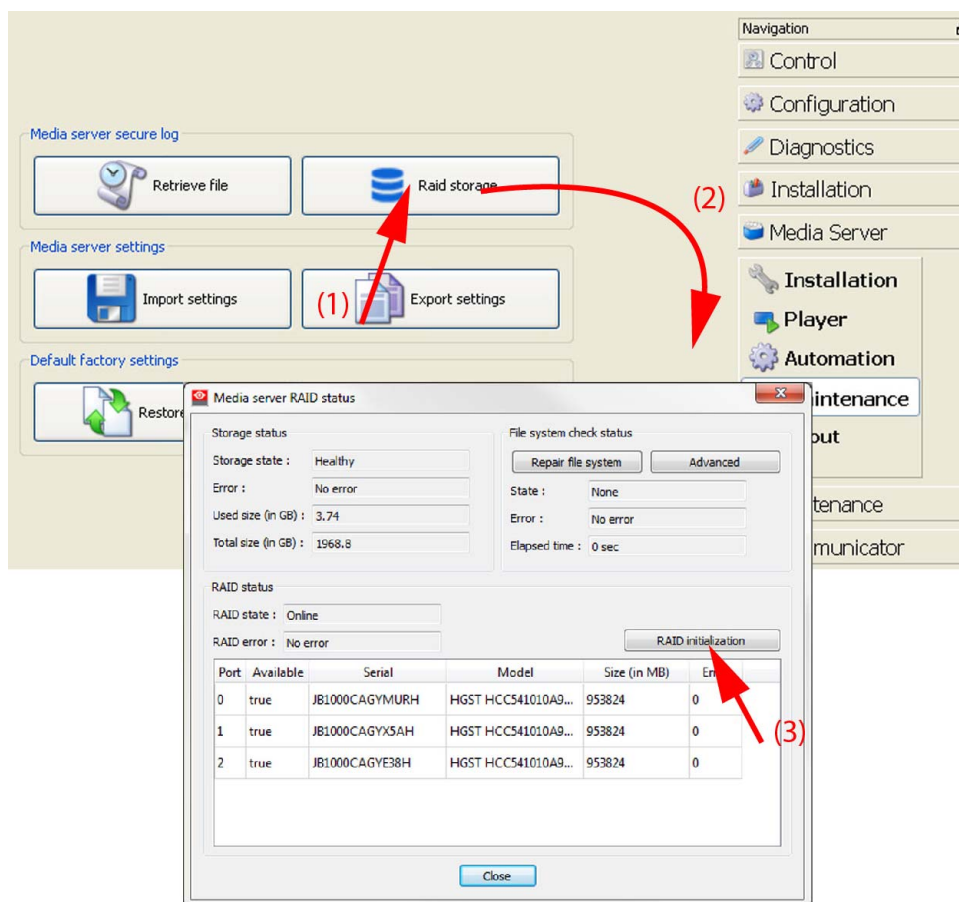 Navigation
Control
Configuration
Diagnostics
Installation
Media Server
Installation
Player
Automation
intenance
out
tenance
municator
Media server secure log
Retrieve file
Raid storage
(2)
Media server settings
Import settings
(1)
Export settings
Default factory settings
Restore
Media server RAID status
Storage status
Storage state : Healthy
Error : No error
Used size (in GB) : 3.74
Total size (in GB) : 1968.8
File system check status
Repair file system Advanced
State : None
Error : No error
Elapsed time : 0 sec
RAID status
RAID state : Online
RAID error : No error
RAID initialization
Port Available Serial Model Size (in MB)
0 true JB1000CAGYMURH HGST HCC541010A9... 953824 0
1 true JB1000CAGYX5AH HGST HCC541010A9... 953824 0
2 true JB1000CAGYE38H HGST HCC541010A9... 953824 0
(3)
Close